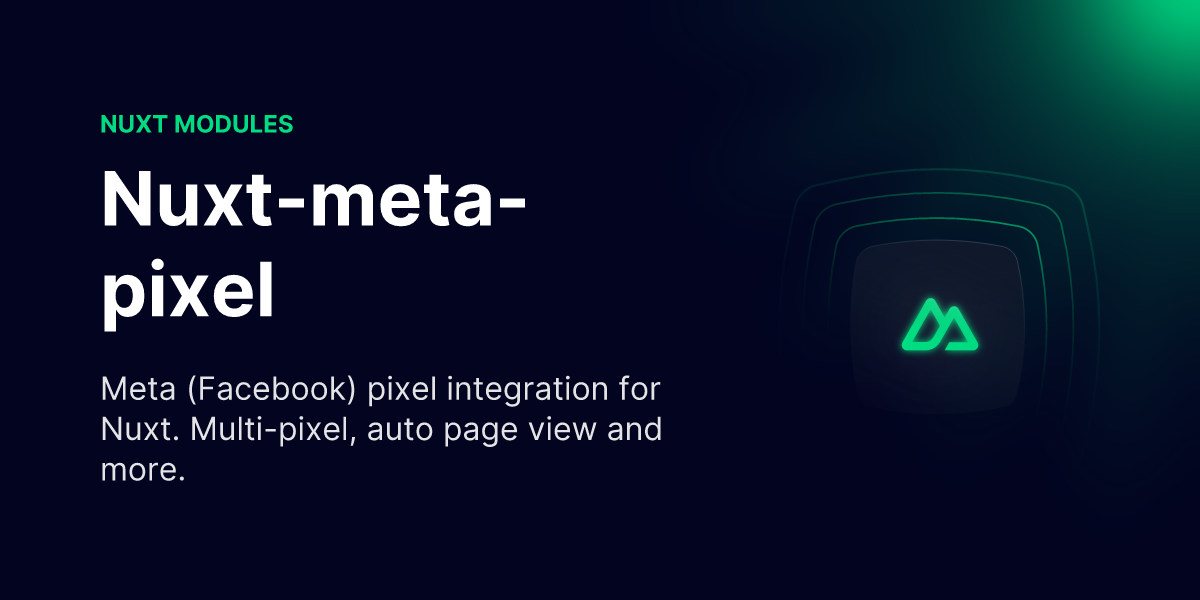 NUXT MODULES
Nuxt-meta-
pixel
Meta (Facebook) pixel integration for
Nuxt. Multi-pixel, auto page view and
more.